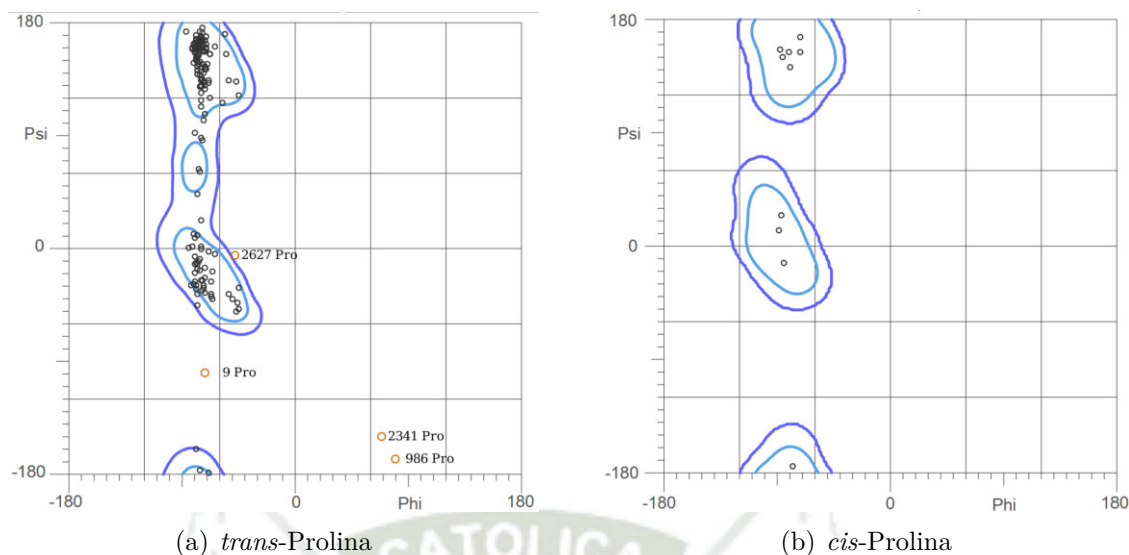 180
Psi
0
-180
-180
0
Phi
180
2627 Pro
9 Pro
2341 Pro
986 Pro
180
Psi
0
-180
-180
0
Phi
180
(a) trans-Prolina
(b) cis-Prolina
CATOLICA